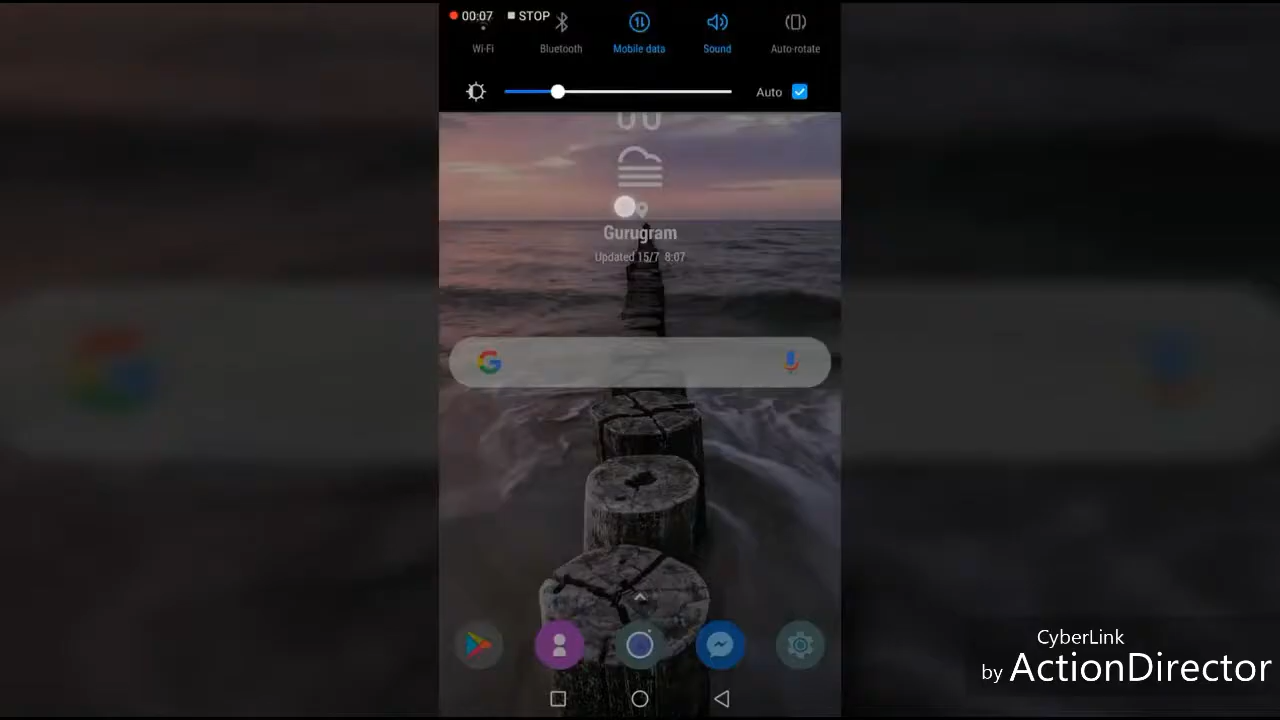 00:07 STOP
Wi-Fi Bluetooth Mobile data Sound Auto-rotate
Auto
Gurugram
Updated 15/7 8:07
CyberLink
by ActionDirector